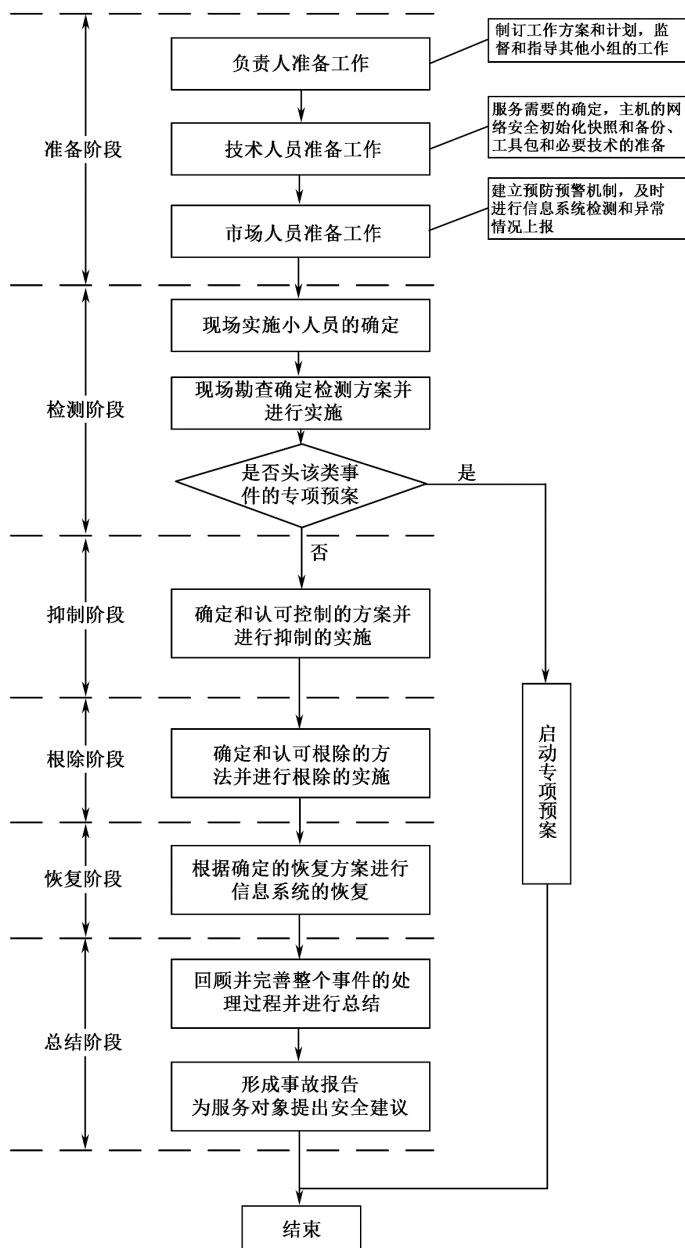 准备阶段
负责人准备工作
制订工作方案和计划，监
督和指导其他小组的工作
技术人员准备工作
服务需要的确定，主机的网
络安全初始化快照和备份、
工具包和必要技术的准备
市场人员准备工作
建立预防预警机制，及时
进行信息系统检测和异常
情况上报
检测阶段
现场实施小人员的确定
现场勘查确定检测方案并
进行实施
是否头该类事
件的专项预案
是
否
抑制阶段
确定和认可控制的方案并
进行抑制的实施
启动专项预案
根除阶段
确定和认可根除的方
法并进行根除的实施
恢复阶段
根据确定的恢复方案进行
信息系统的恢复
总结阶段
回顾并完善整个事件的处
理过程并进行总结
形成事故报告
为服务对象提出安全建议
结束